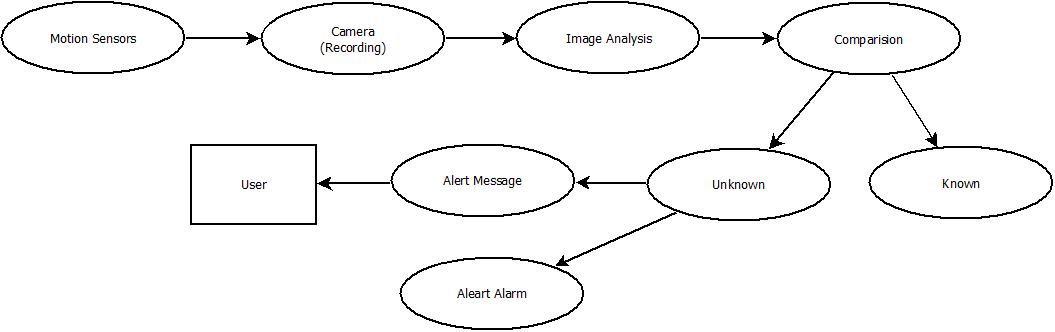 Motion Sensors
Camera
(Recording)
Image Analysis
Comparision
User
Alert Message
Unknown
Known
Aleart Alarm